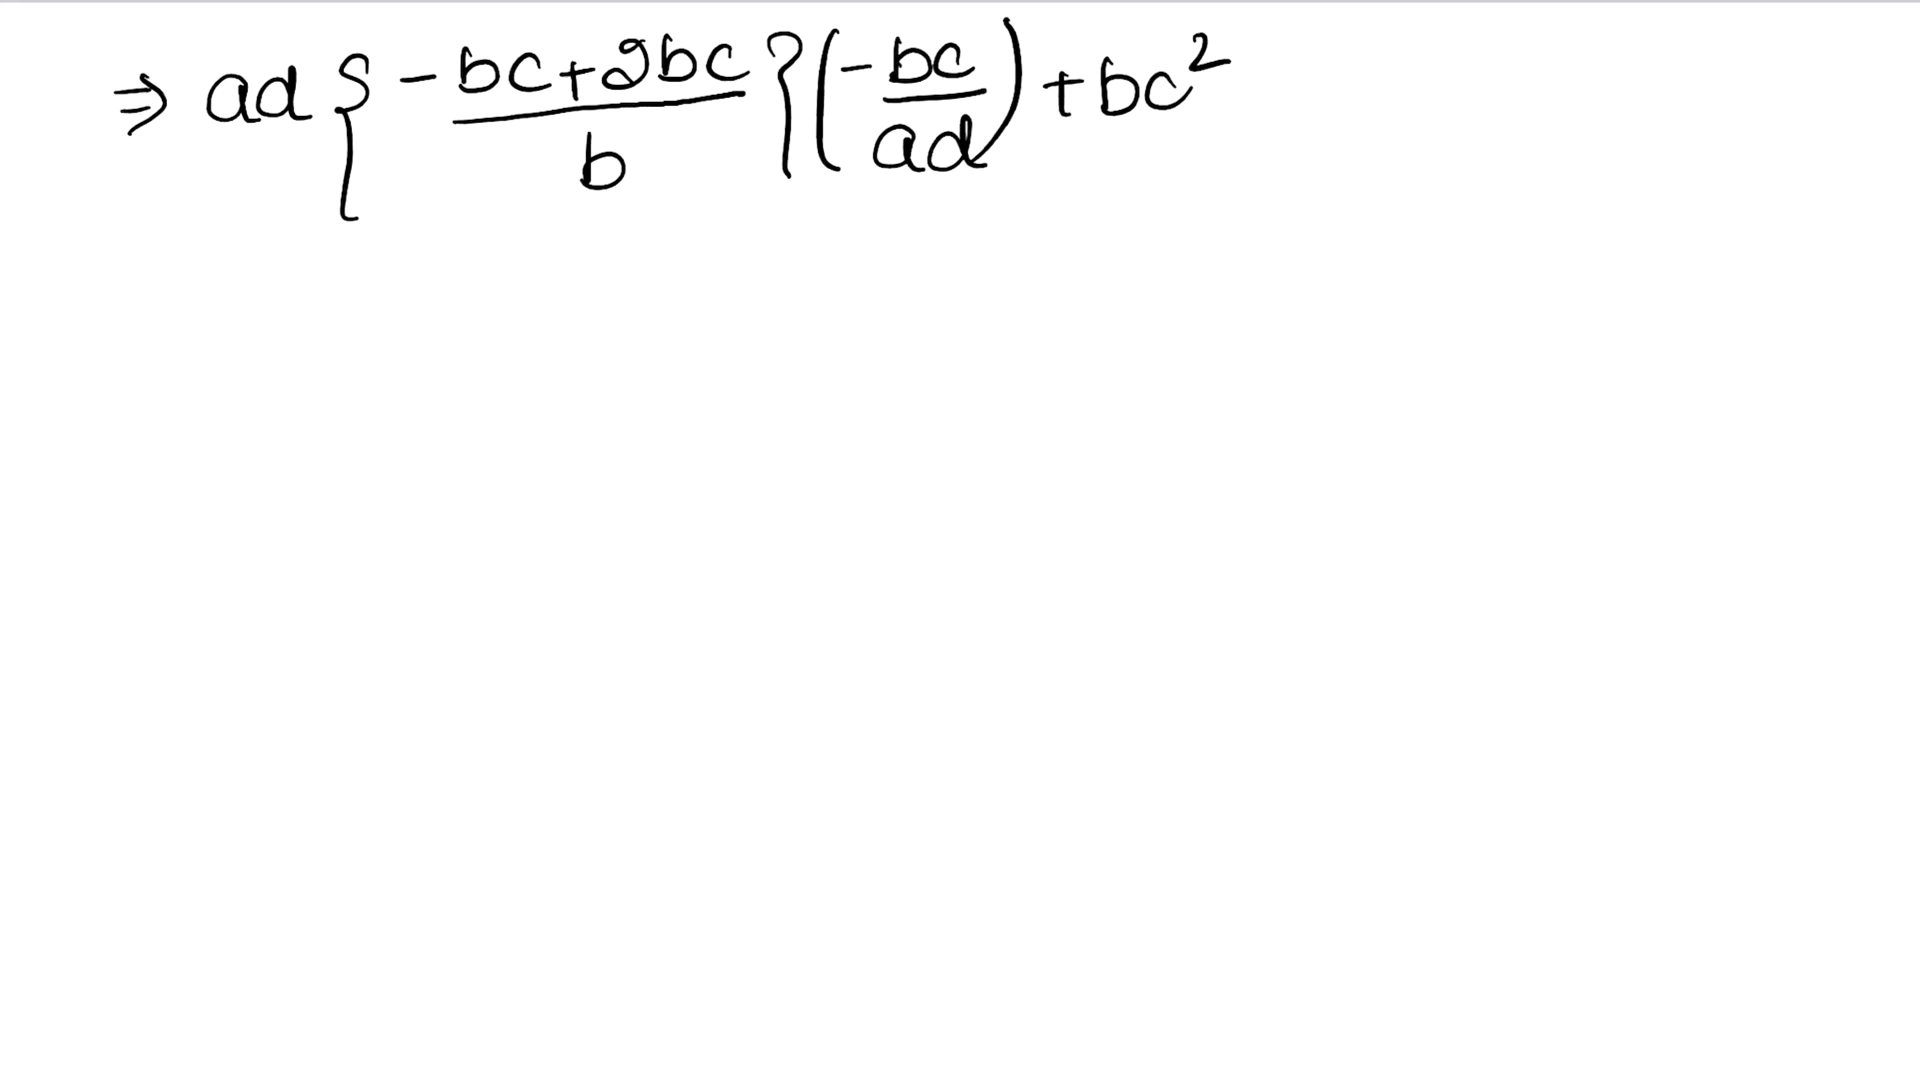 ⇒ ad { (-bc+2bc)/b } (-bc/ad) + bc²